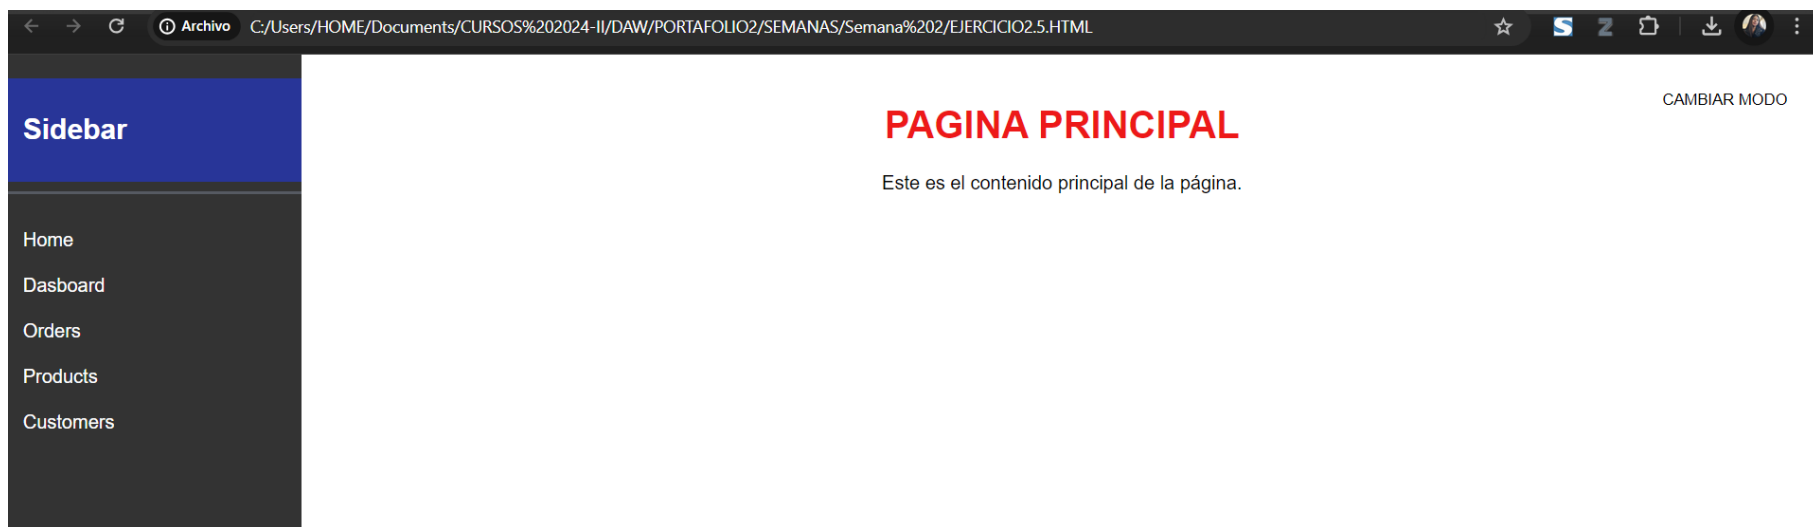 Archivo C:/Users/HOME/Documents/CURSOS%202024-II/DAW/PORTAFOLIO2/SEMANAS/Semana%202/EJERCICIO2.5.HTML
Sidebar
Home
Dasboard
Orders
Products
Customers
CAMBIAR MODO
PAGINA PRINCIPAL
Este es el contenido principal de la página.